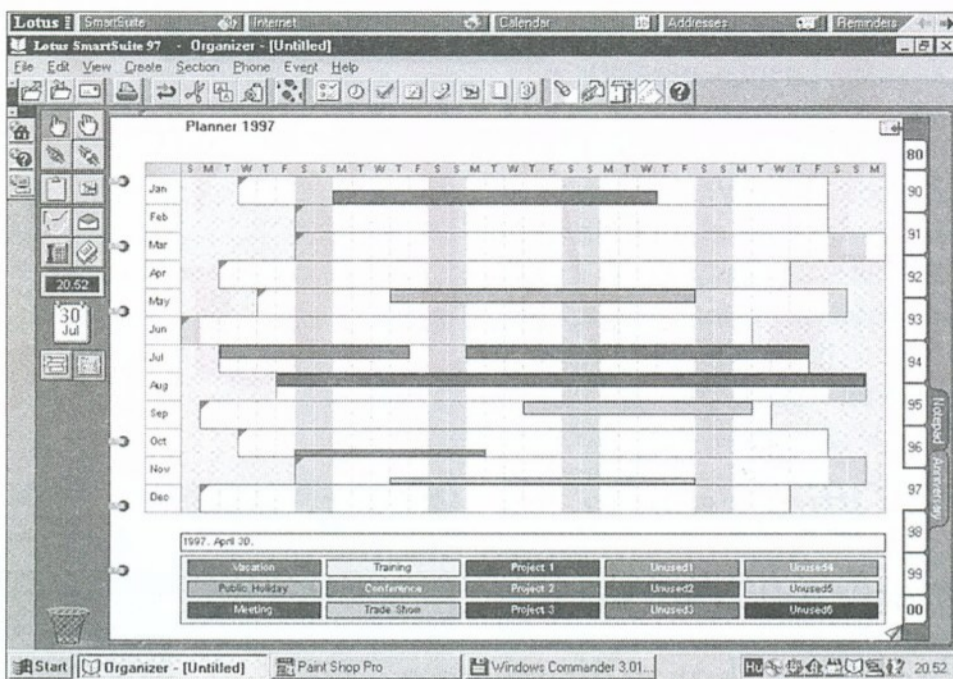 Lotus SmartSuite Internet Calendar Addresses Reminders
Lotus SmartSuite 97 - Organizer - [Untitled]
File Edit View Create Section Phone Event Help
Planner 1997
S M T W T F S S M T W T F S S M T W T F S S M T W T F S S M T W T F S S M
Jan
Feb
Mar
Apr
May
Jun
Jul
Aug
Sep
Oct
Nov
Dec
20.52
30
Jul
80
90
91
92
93
94
95
96
97
98
99
00
Notepad
Anniversary
1997. April 30.
Vacation Training Project 1 Unused1 Unused4
Public Holiday Conference Project 2 Unused2 Unused5
Meeting Trade Show Project 3 Unused3 Unused6
Start Organizer - [Untitled] Paint Shop Pro Windows Commander 3.01... Hu 20.52